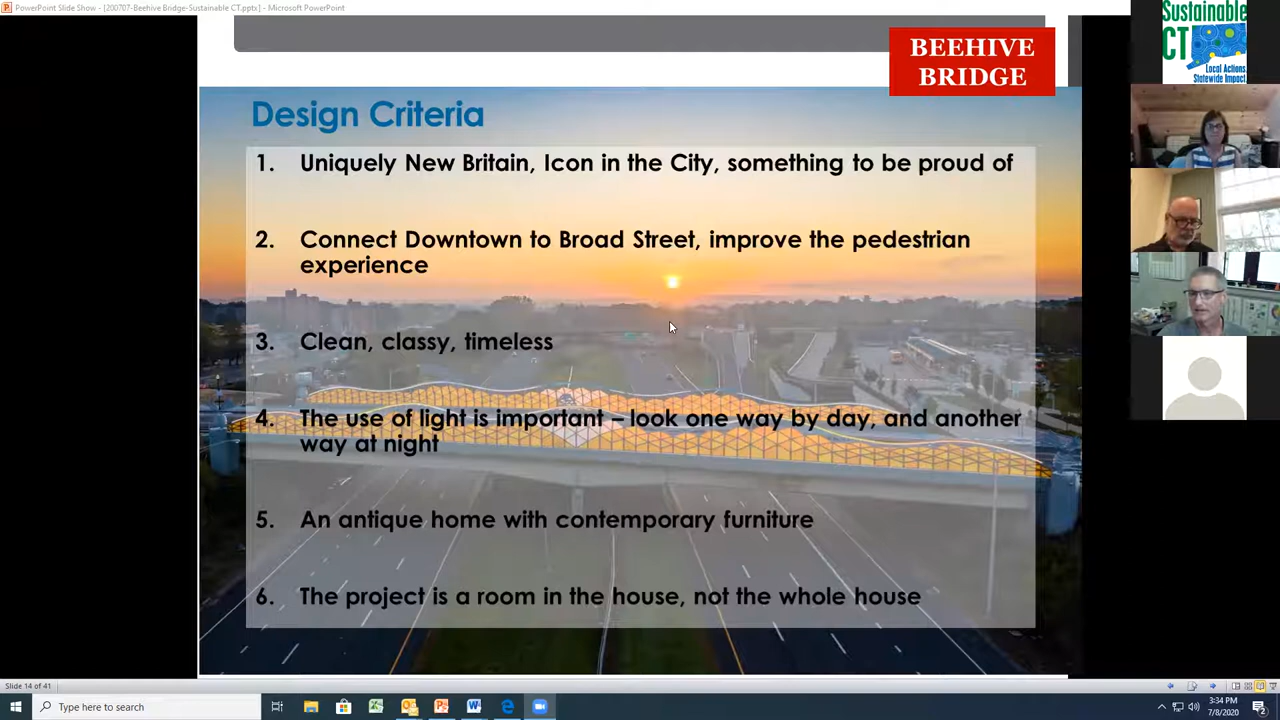 PowerPoint Slide Show - [200707-Beehive Bridge-Sustainable CT.pptx] - Microsoft PowerPoint
Sustainable
CT
Local Actions,
Statewide Impact.
BEEHIVE
BRIDGE
Design Criteria
1. Uniquely New Britain, Icon in the City, something to be proud of
2. Connect Downtown to Broad Street, improve the pedestrian
experience
3. Clean, classy, timeless
4. The use of light is important – look one way by day, and another
way at night
5. An antique home with contemporary furniture
6. The project is a room in the house, not the whole house
Slide 14 of 41
Type here to search
3:34 PM
7/8/2020
2